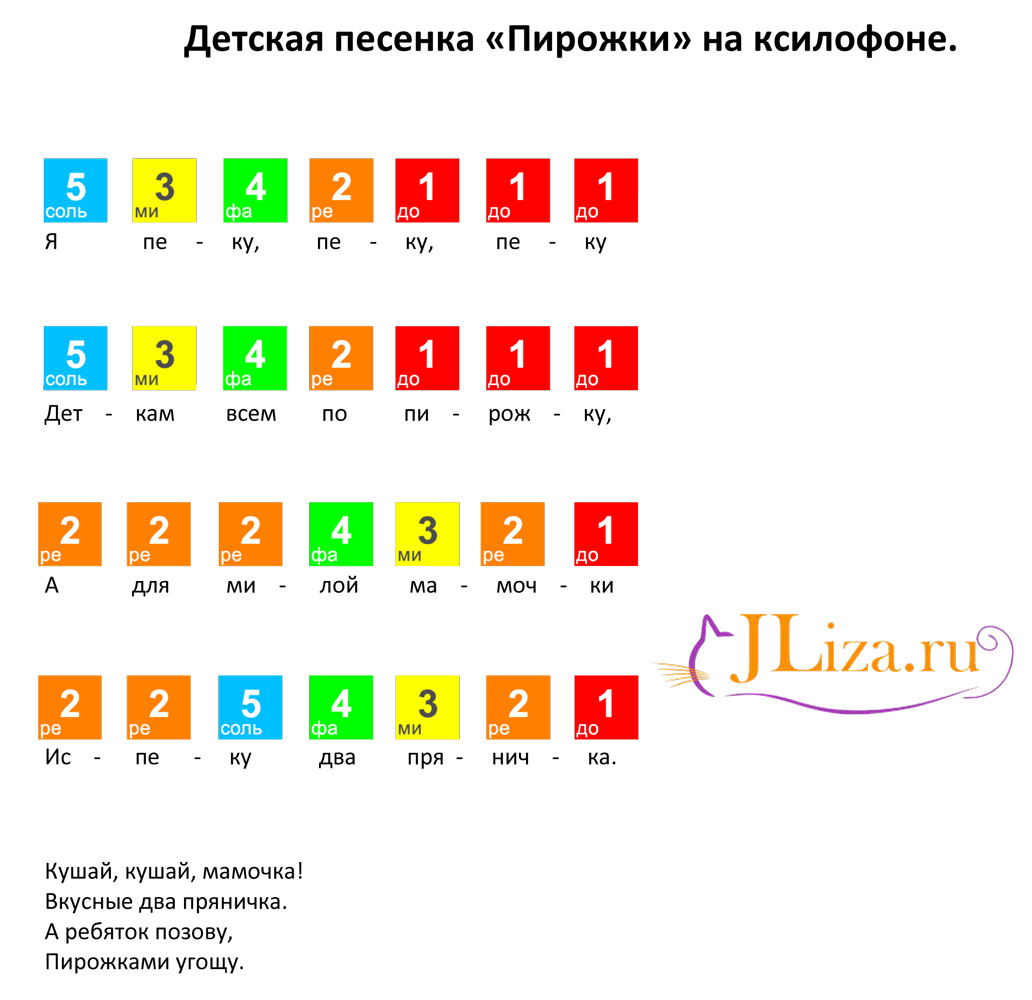 Детская песенка «Пирожки» на ксилофоне.
5 3 4 2 1 1 1
соль ми фа ре до до до
Я пе - ку, пе - ку, пе - ку
5 3 4 2 1 1 1
соль ми фа ре до до до
Дет - кам всем по пи - рож - ку,
2 2 2 4 3 2 1
ре ре ре фа ми ре до
А для ми - лой ма - моч - ки
JLiza.ru
2 2 5 4 3 2 1
ре ре соль фа ми ре до
Ис - пе - ку два пря - нич - ка.
Кушай, кушай, мамочка!
Вкусные два пряничка.
А ребяток позову,
Пирожками угощу.